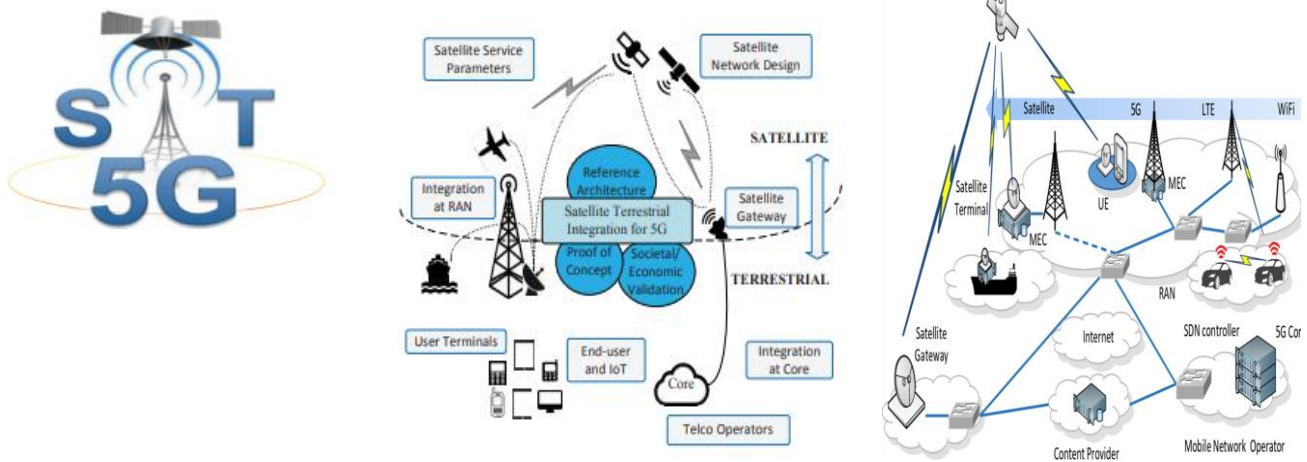 S T
5G
Satellite Service
Parameters
Satellite
Network Design
SATELLITE
Reference
Architecture
Integration
at RAN
Satellite Terrestrial
Integration for 5G
Satellite
Gateway
Proof of
Concept
Societal/
Economic
Validation
TERRESTRIAL
User Terminals
End-user
and IoT
Integration
at Core
Core
Telco Operators
Satellite
5G
LTE
WiFi
Satellite
Terminal
MEC
UE
MEC
RAN
Satellite
Gateway
Internet
SDN controller
5G Cor
Content Provider
Mobile Network Operator